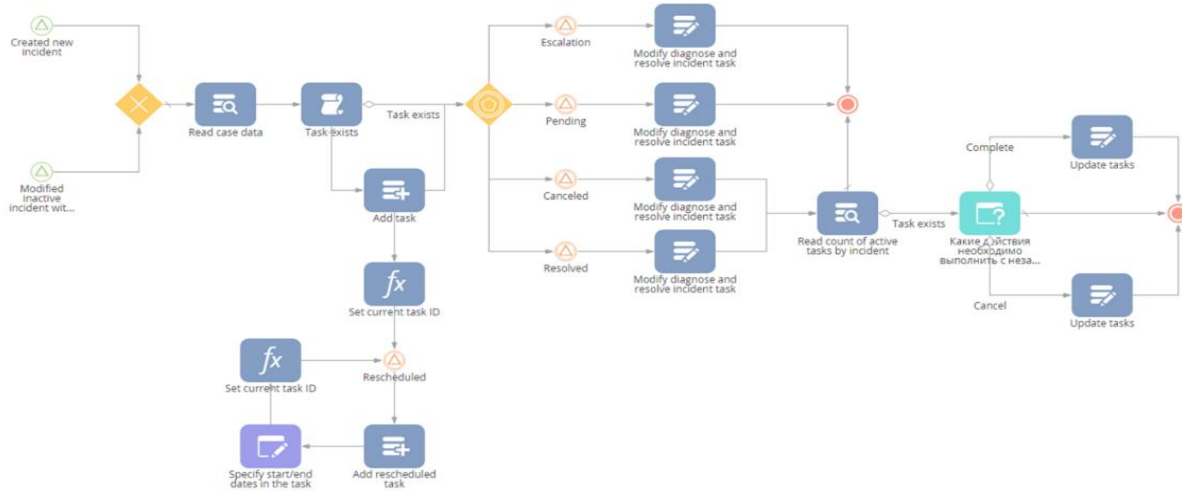 Created new
incident
Modified
inactive
incident wit...
Read case data
Task exists
Task exists
Add task
Set current task ID
Rescheduled
Set current task ID
Specify start/end
dates in the task
Add rescheduled
task
Escalation
Modify diagnose and
resolve incident task
Pending
Modify diagnose and
resolve incident task
Canceled
Modify diagnose and
resolve incident task
Resolved
Modify diagnose and
resolve incident task
Read count of active
tasks by incident
Task exists
Какие действия
необходимо
выполнить с неза...
Complete
Update tasks
Cancel
Update tasks